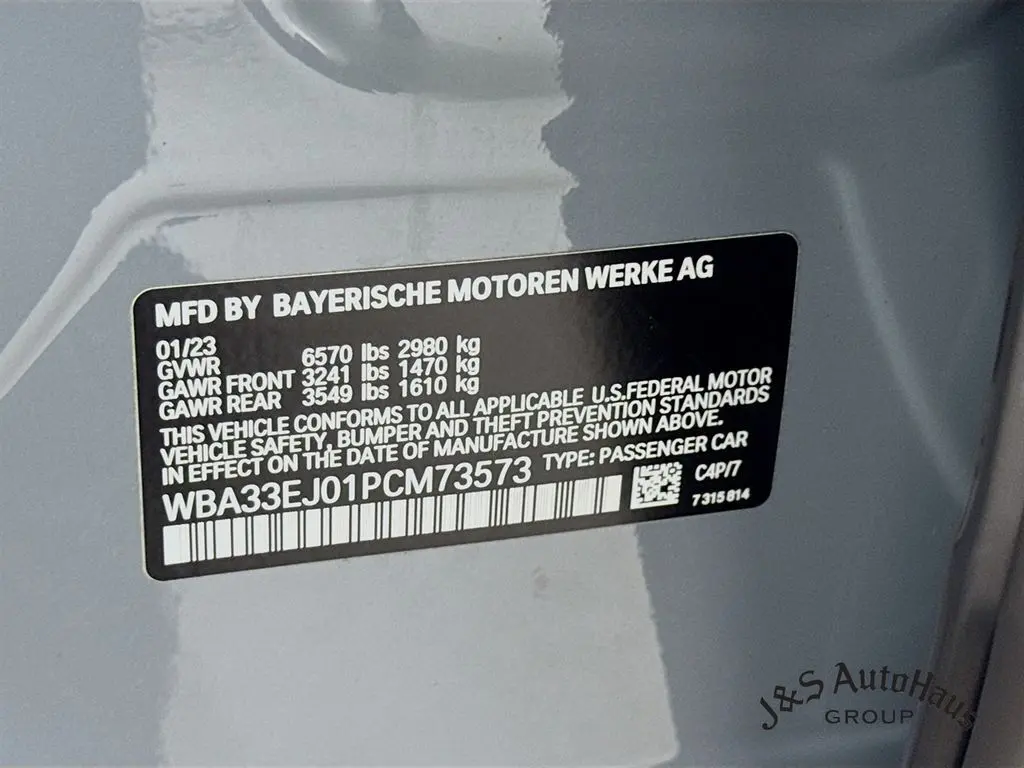 MFD BY BAYERISCHE MOTOREN WERKE AG
01/23
GVWR 6570 lbs 2980 kg
GAWR FRONT 3241 lbs 1470 kg
GAWR REAR 3549 lbs 1610 kg
THIS VEHICLE CONFORMS TO ALL APPLICABLE U.S.FEDERAL MOTOR
VEHICLE SAFETY, BUMPER AND THEFT PREVENTION STANDARDS
IN EFFECT ON THE DATE OF MANUFACTURE SHOWN ABOVE.
WBA33EJ01PCM73573 TYPE: PASSENGER CAR
C4P/7
7315814
J&S AutoHaus
GROUP